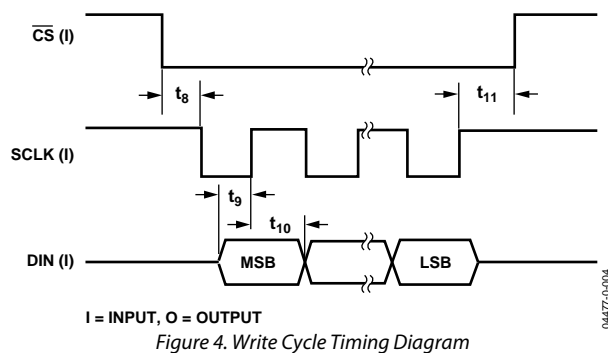 CS (I)
t8
t11
SCLK (I)
t9
t10
DIN (I)
MSB
LSB
I = INPUT, O = OUTPUT
04477-0-004
Figure 4. Write Cycle Timing Diagram